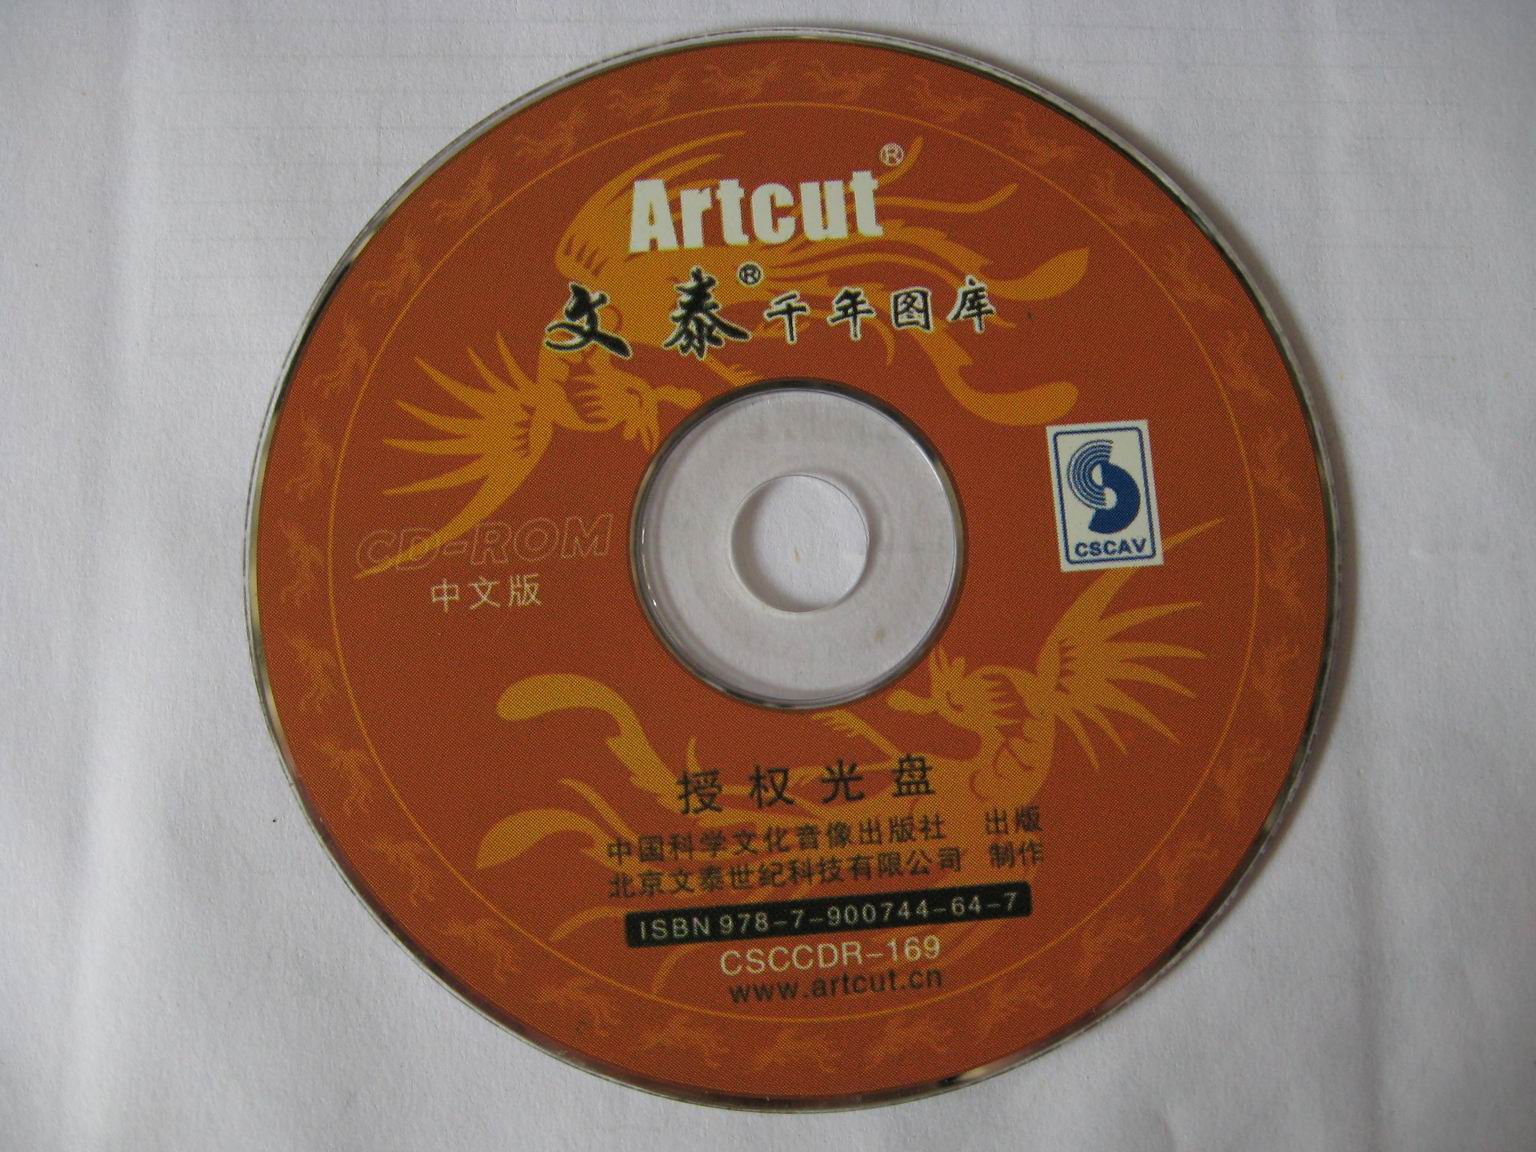 Artcut®
文泰®千年图库
CSCAV
CD-ROM
中文版
授权光盘
中国科学文化音像出版社 出版
北京文泰世纪科技有限公司 制作
ISBN 978-7-900744-64-7
CSCCDR-169
www.artcut.cn